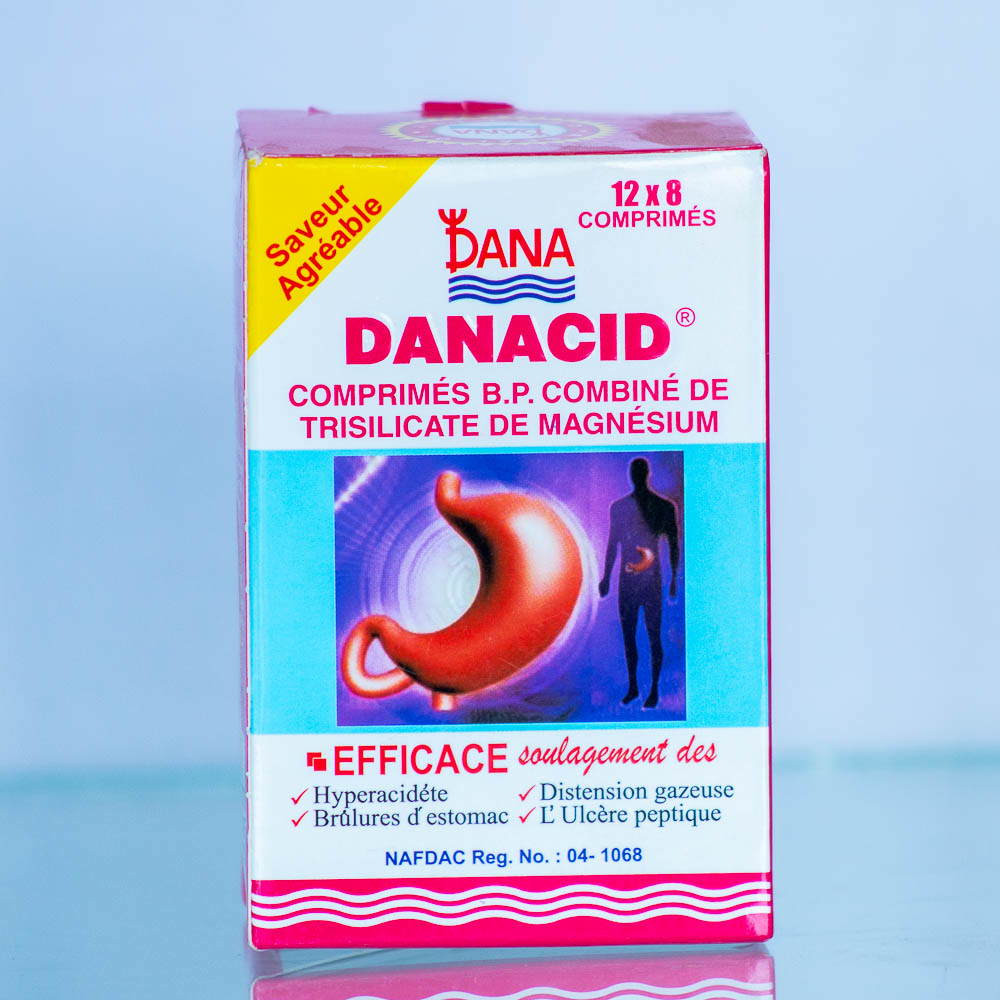 DANA
Saveur
Agréable
12 x 8
COMPRIMÉS
DANA
DANACID®
COMPRIMÉS B.P. COMBINÉ DE
TRISILICATE DE MAGNÉSIUM
EFFICACE soulagement des
✓ Hyperacidéte ✓ Distension gazeuse
✓ Brûlures d'estomac ✓ L'Ulcère peptique
NAFDAC Reg. No. : 04- 1068